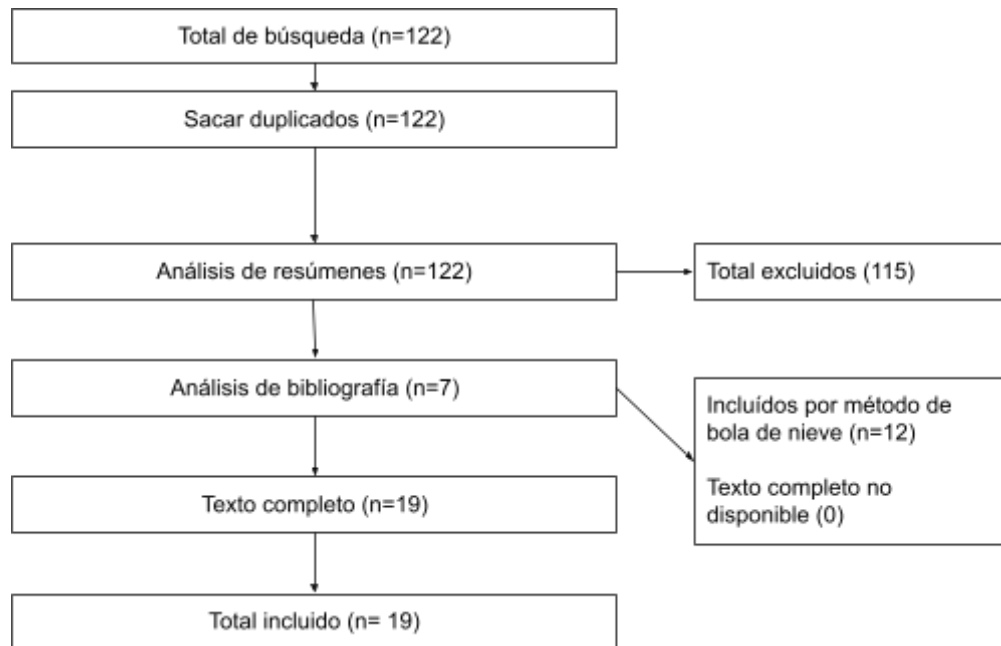 Total de búsqueda (n=122)
Sacar duplicados (n=122)
Análisis de resúmenes (n=122)
Total excluidos (115)
Análisis de bibliografía (n=7)
Incluídos por método de
bola de nieve (n=12)
Texto completo no
disponible (0)
Texto completo (n=19)
Total incluido (n= 19)